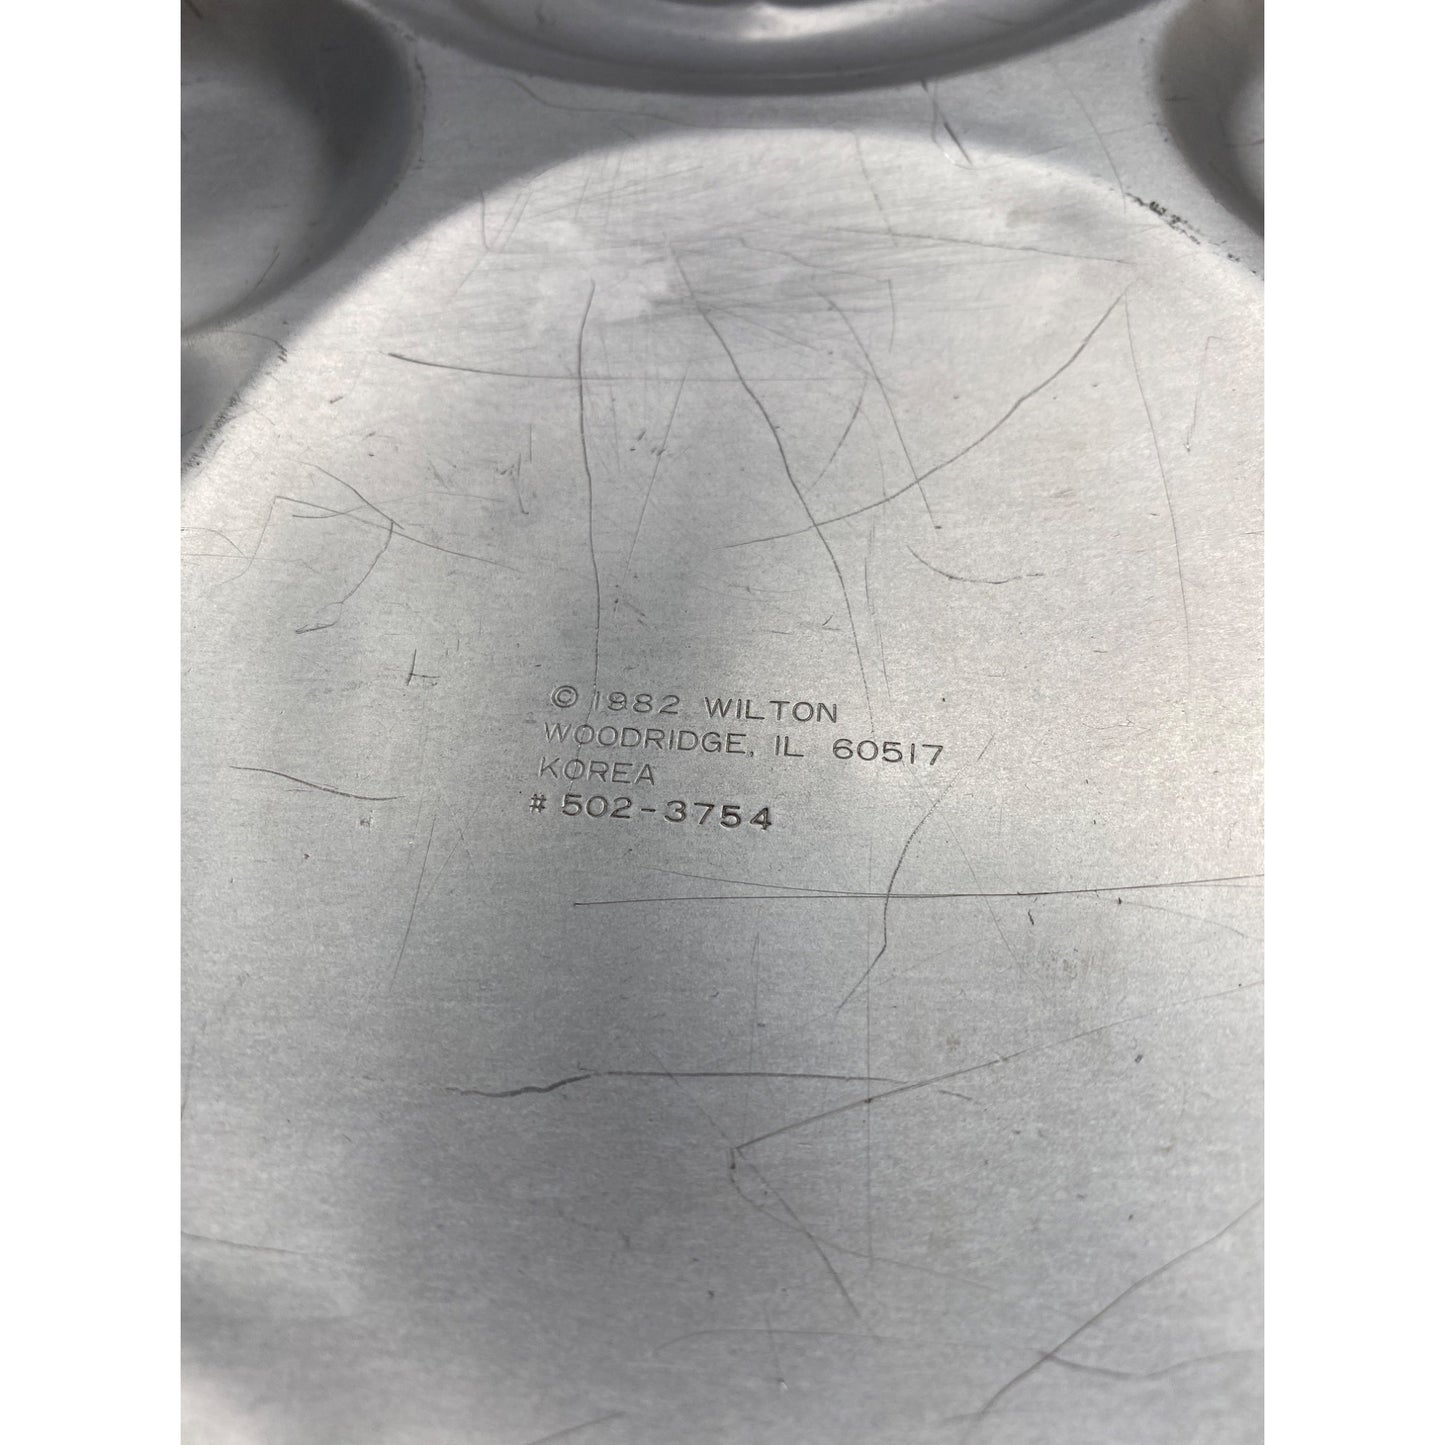 © 1982 WILTON
WOODRIDGE, IL 60517
KOREA
# 502-3754